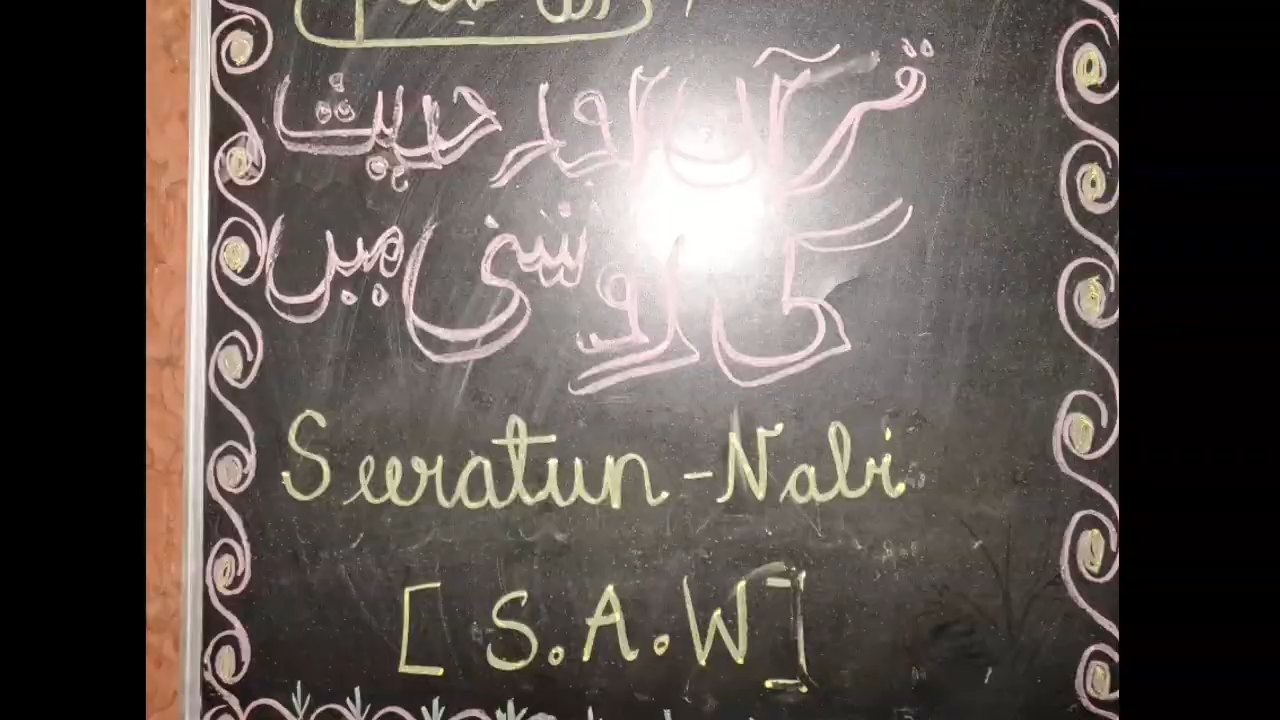 قرآن اور حدیث
کی روشنی میں
Seeratun-Nabi
[S.A.W]